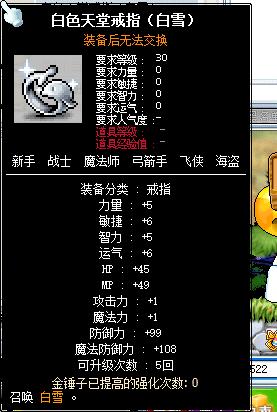 白色天堂戒指（白雪）
装备后无法交换
要求等级： 30
要求力量： 0
要求敏捷： 0
要求智力： 0
要求运气： 0
要求人气度： -
道具等级： -
道具经验值： -
新手 战士 魔法师 弓箭手 飞侠 海盗
装备分类 : 戒指
力量 : +5
敏捷 : +6
智力 : +5
运气 : +6
HP : +45
MP : +49
攻击力 : +1
魔法力 : +1
防御力 : +99
魔法防御力 : +108
可升级次数 : 5回
金锤子已提高的强化次数: 0
召唤 白雪 。
522